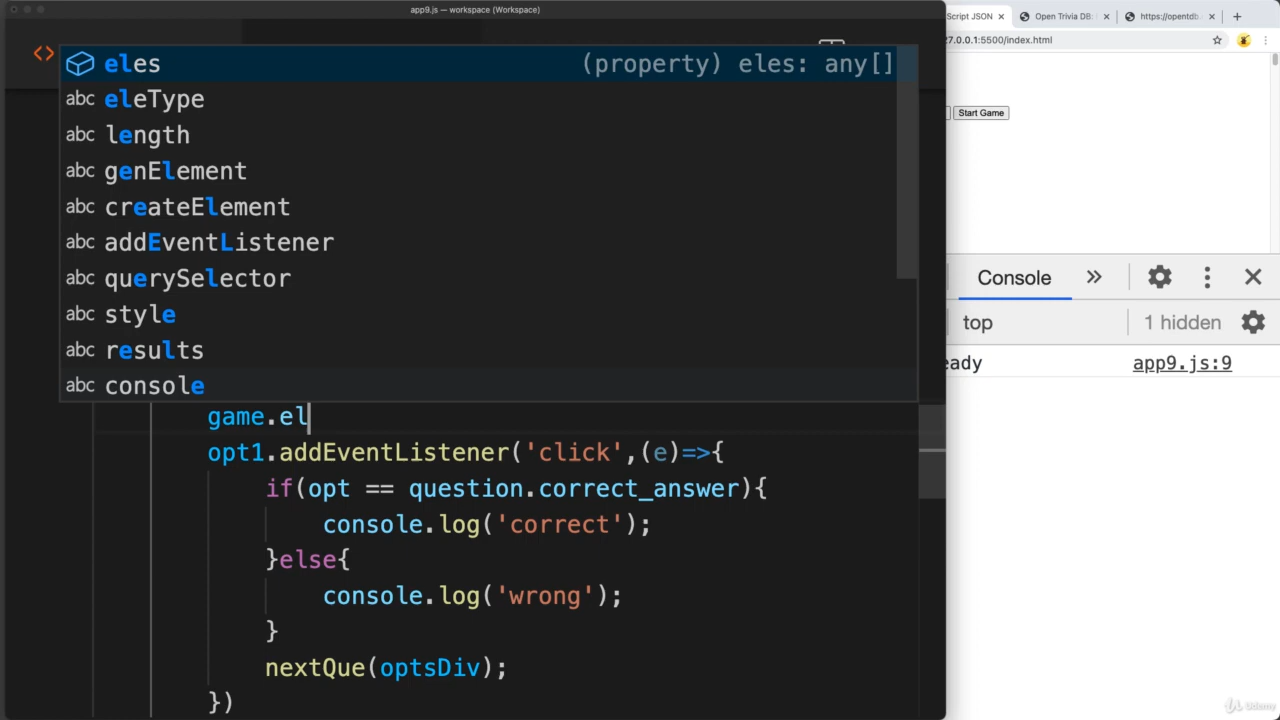 app9.js — workspace (Workspace)
Script JSON
Open Trivia DB:
https://opentdb.
27.0.0.1:5500/index.html
Start Game
eles
(property) eles: any[]
abc eleType
abc length
abc genElement
abc createElement
abc addEventListener
abc querySelector
abc style
abc results
abc console
game.el
opt1.addEventListener('click',(e)=>{
if(opt == question.correct_answer){
console.log('correct');
}else{
console.log('wrong');
}
nextQue(optsDiv);
})
Console
top
1 hidden
eady
app9.js:9
Udemy